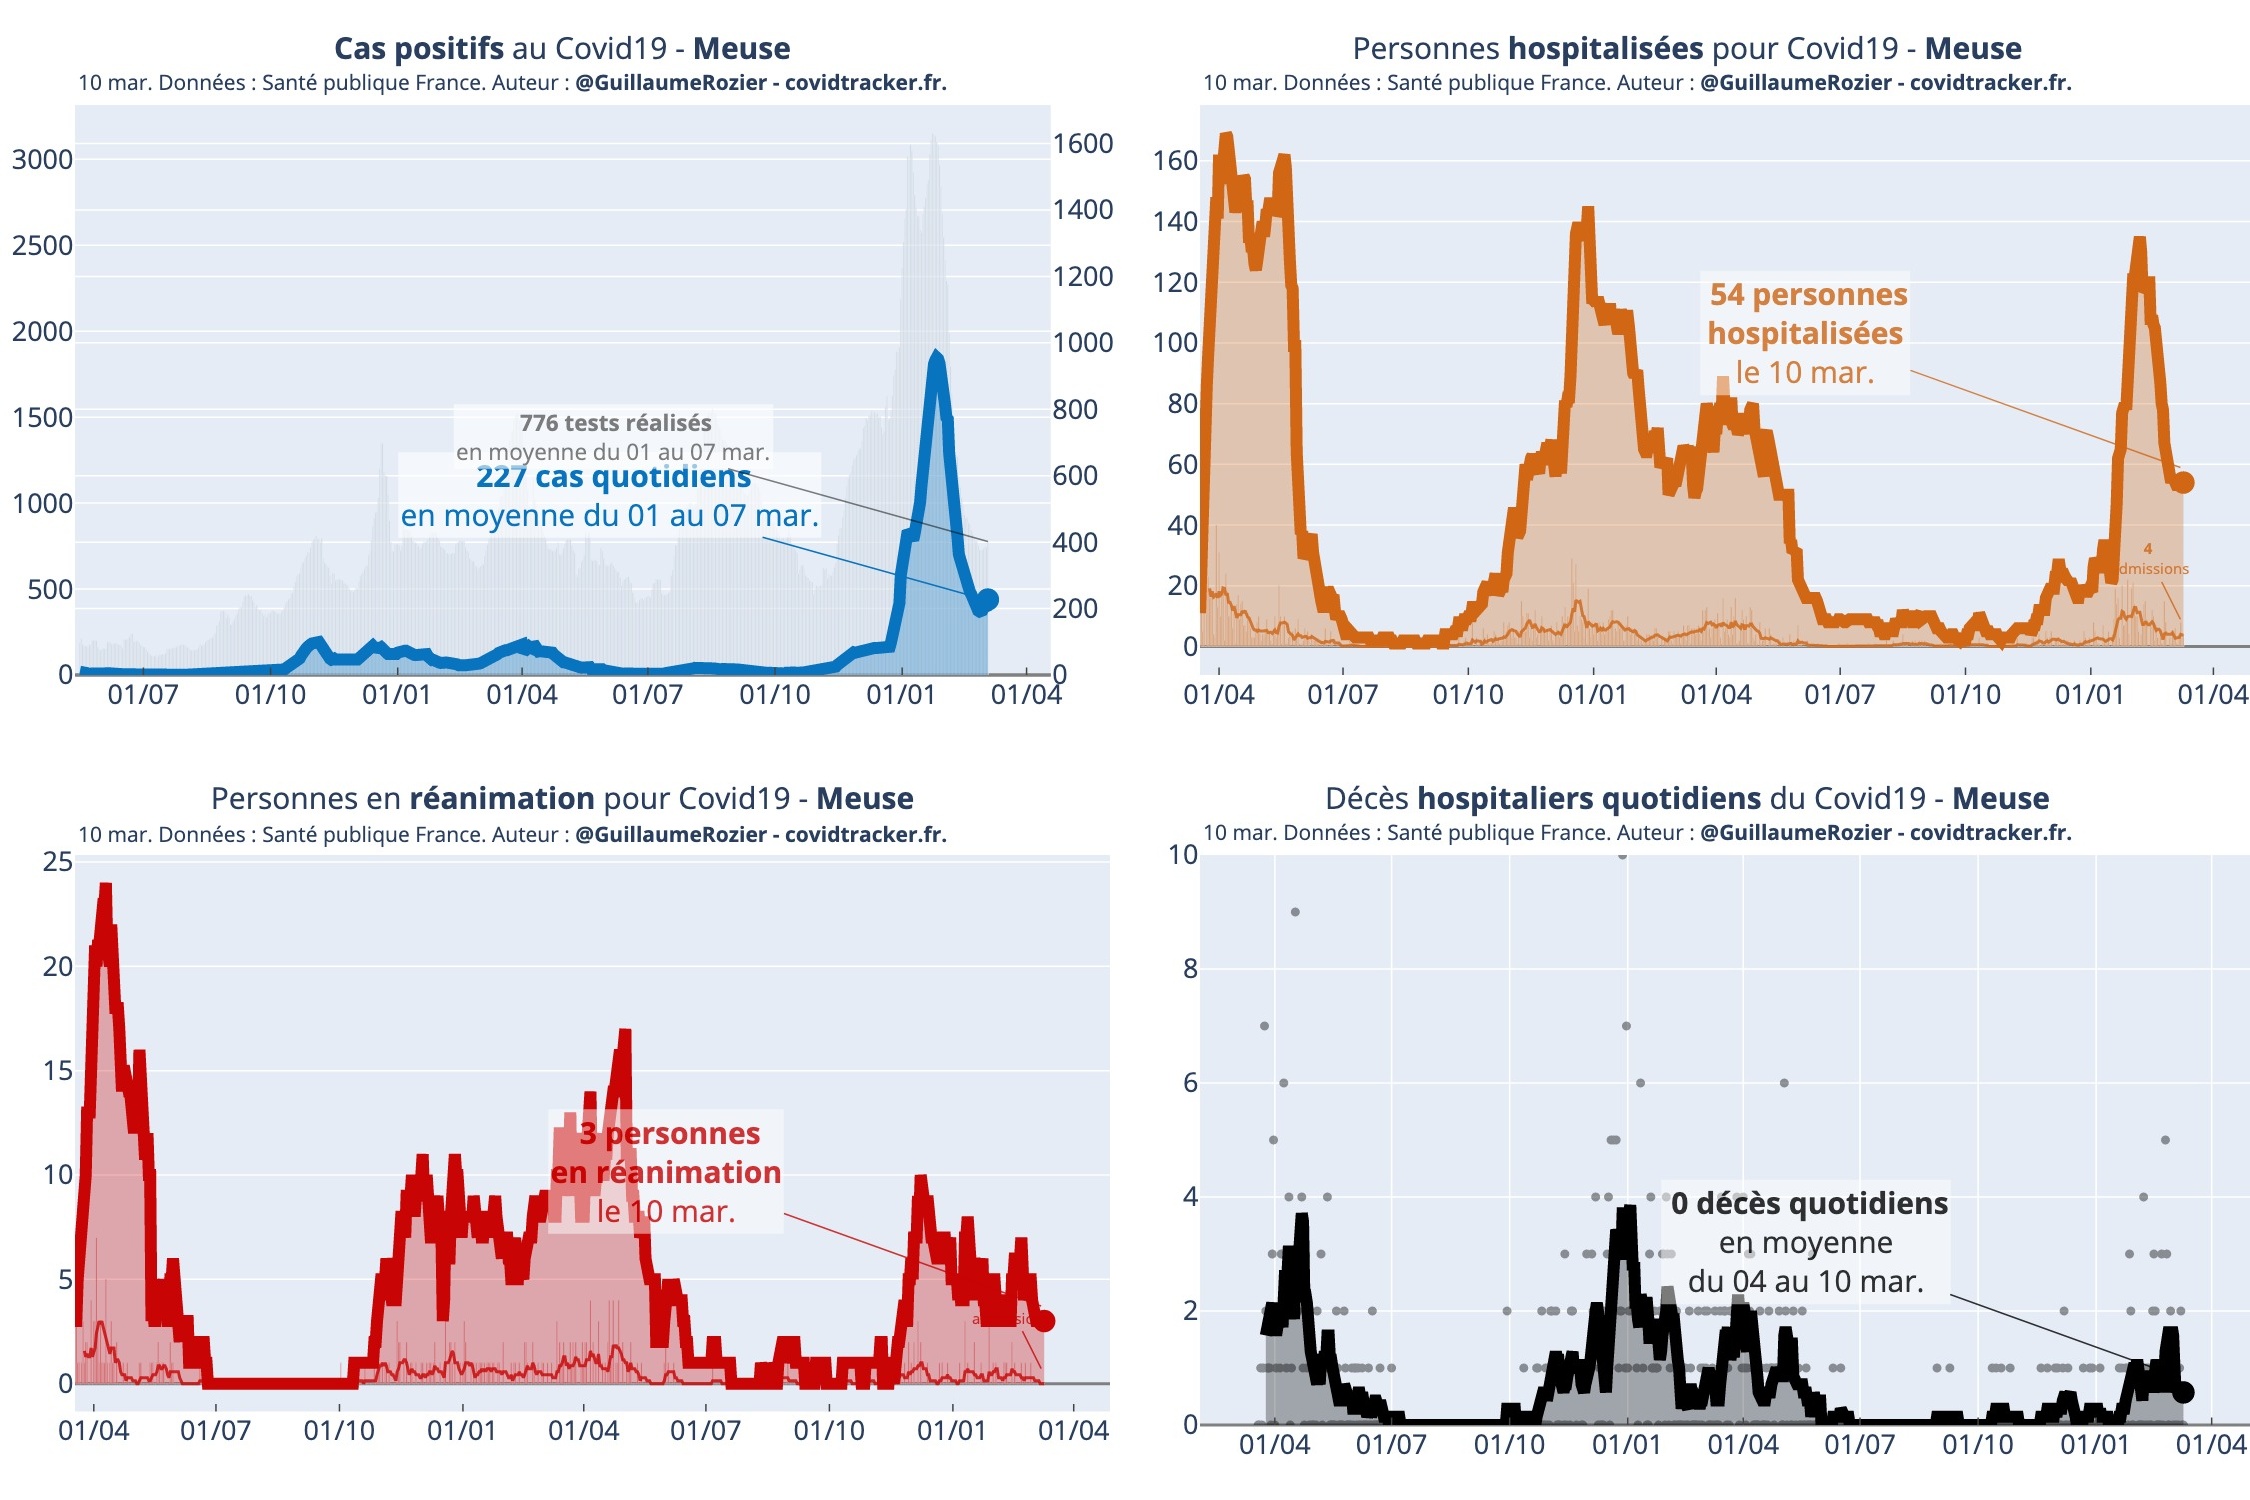 Cas positifs au Covid19 - Meuse
10 mar. Données : Santé publique France. Auteur : @GuillaumeRozier - covidtracker.fr.
3000
2500
2000
1500
1000
500
0
1600
1400
1200
1000
800
600
400
200
0
776 tests réalisés
en moyenne du 01 au 07 mar.
227 cas quotidiens
en moyenne du 01 au 07 mar.
01/07 01/10 01/01 01/04 01/07 01/10 01/01 01/04
Personnes hospitalisées pour Covid19 - Meuse
10 mar. Données : Santé publique France. Auteur : @GuillaumeRozier - covidtracker.fr.
160
140
120
100
80
60
40
20
0
54 personnes
hospitalisées
le 10 mar.
4
dmissions
01/04 01/07 01/10 01/01 01/04 01/07 01/10 01/01 01/04
Personnes en réanimation pour Covid19 - Meuse
10 mar. Données : Santé publique France. Auteur : @GuillaumeRozier - covidtracker.fr.
25
20
15
10
5
0
3 personnes
en réanimation
le 10 mar.
01/04 01/07 01/10 01/01 01/04 01/07 01/10 01/01 01/04
Décès hospitaliers quotidiens du Covid19 - Meuse
10 mar. Données : Santé publique France. Auteur : @GuillaumeRozier - covidtracker.fr.
10
8
6
4
2
0
0 décès quotidiens
en moyenne
du 04 au 10 mar.
01/04 01/07 01/10 01/01 01/04 01/07 01/10 01/01 01/04